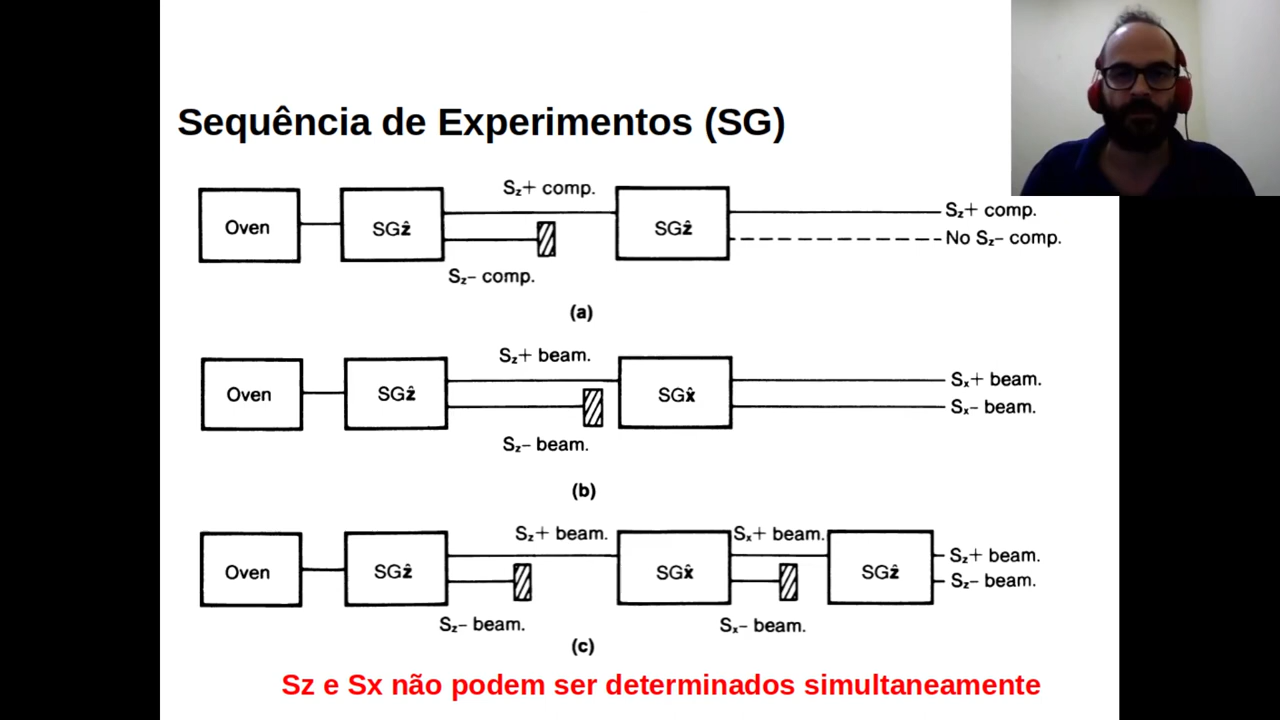 Sequência de Experimentos (SG)
Sz+ comp.
Oven
SGẑ
SGẑ
Sz+ comp.
No Sz− comp.
Sz− comp.
(a)
Sz+ beam.
Oven
SGẑ
SGx̂
Sx+ beam.
Sx− beam.
Sz− beam.
(b)
Sz+ beam.
Sx+ beam.
Oven
SGẑ
SGx̂
SGẑ
Sz+ beam.
Sz− beam.
Sz− beam.
Sx− beam.
(c)
Sz e Sx não podem ser determinados simultaneamente